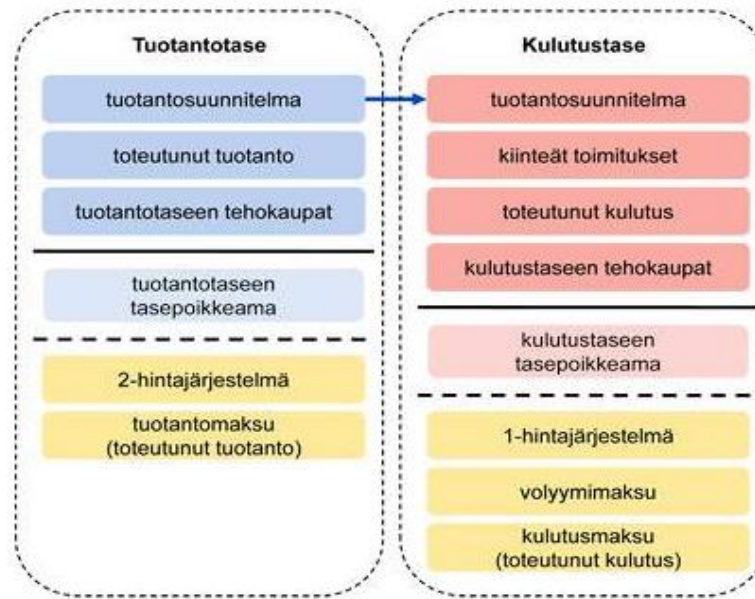 Tuotantotase
tuotantosuunnitelma
toteutunut tuotanto
tuotantotaseen tehokaupat
tuotantotaseen
tasepoikkeama
2-hintajärjestelmä
tuotantomaksu
(toteutunut tuotanto)
Kulutustase
tuotantosuunnitelma
kiinteät toimitukset
toteutunut kulutus
kulutustaseen tehokaupat
kulutustaseen
tasepoikkeama
1-hintajärjestelmä
volyymimaksu
kulutusmaksu
(toteutunut kulutus)